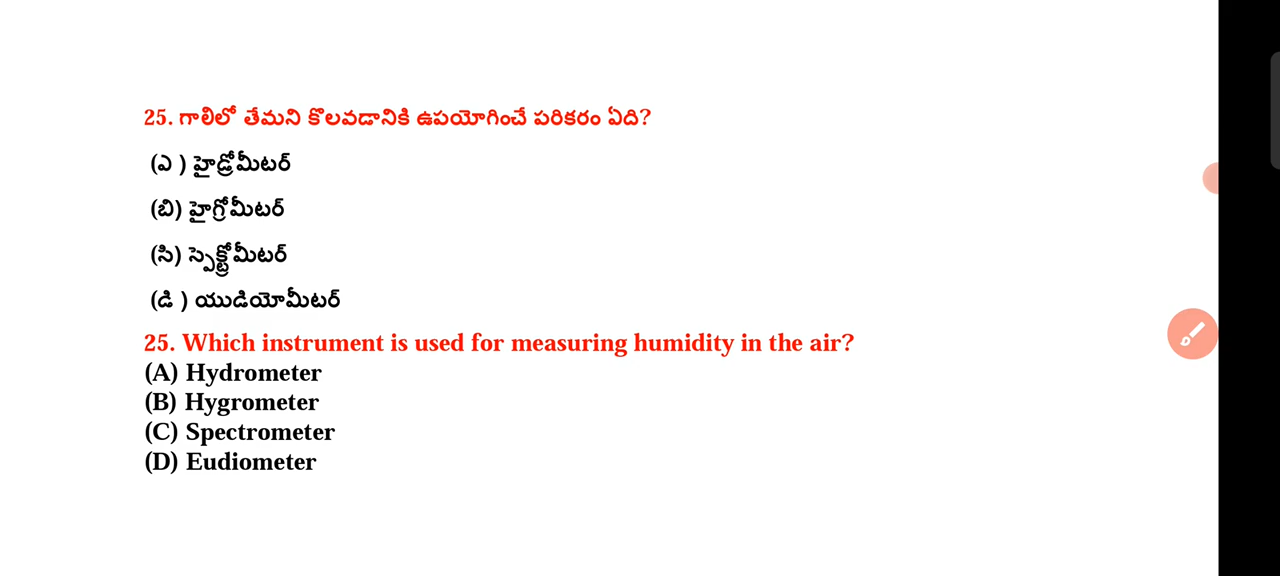 25. గాలిలో తేమని కొలవడానికి ఉపయోగించే పరికరం ఏది?
(ఎ ) హైడ్రోమీటర్
(బి) హైగ్రోమీటర్
(సి) స్పెక్ట్రోమీటర్
(డి ) యుడియోమీటర్
25. Which instrument is used for measuring humidity in the air?
(A) Hydrometer
(B) Hygrometer
(C) Spectrometer
(D) Eudiometer